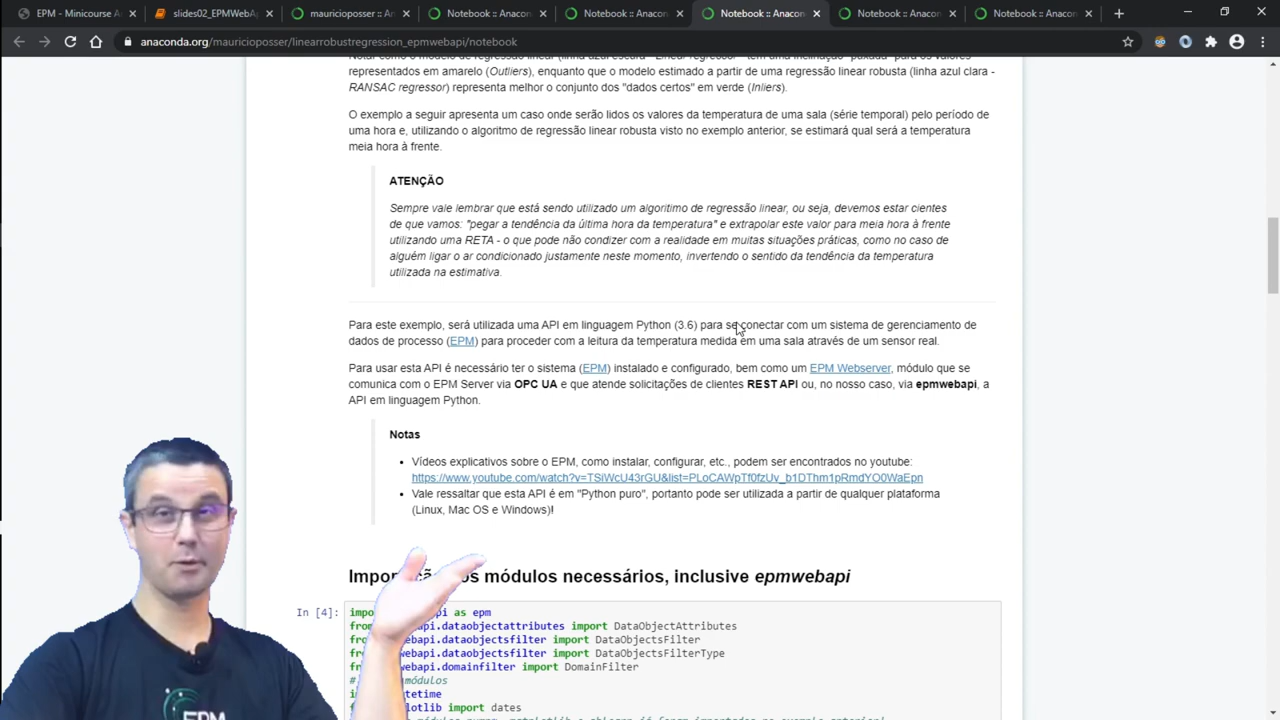 EPM - Minicourse A
slides02_EPMWebA
mauricioposser :: An
Notebook :: Anacon
Notebook :: Anacon
Notebook :: Anacon
Notebook :: Anacon
Notebook :: Anacon
anaconda.org/mauricioposser/linearrobustregression_epmwebapi/notebook
representados em amarelo (Outliers), enquanto que o modelo estimado a partir de uma regressão linear robusta (linha azul clara -
RANSAC regressor) representa melhor o conjunto dos "dados certos" em verde (Inliers).
O exemplo a seguir apresenta um caso onde serão lidos os valores da temperatura de uma sala (série temporal) pelo período de
uma hora e, utilizando o algoritmo de regressão linear robusta visto no exemplo anterior, se estimará qual será a temperatura
meia hora à frente.
ATENÇÃO
Sempre vale lembrar que está sendo utilizado um algoritimo de regressão linear, ou seja, devemos estar cientes
de que vamos: "pegar a tendência da última hora da temperatura" e extrapolar este valor para meia hora à frente
utilizando uma RETA - o que pode não condizer com a realidade em muitas situações práticas, como no caso de
alguém ligar o ar condicionado justamente neste momento, invertendo o sentido da tendência da temperatura
utilizada na estimativa.
Para este exemplo, será utilizada uma API em linguagem Python (3.6) para se conectar com um sistema de gerenciamento de
dados de processo (EPM) para proceder com a leitura da temperatura medida em uma sala através de um sensor real.
Para usar esta API é necessário ter o sistema (EPM) instalado e configurado, bem como um EPM Webserver, módulo que se
comunica com o EPM Server via OPC UA e que atende solicitações de clientes REST API ou, no nosso caso, via epmwebapi, a
API em linguagem Python.
Notas
• Vídeos explicativos sobre o EPM, como instalar, configurar, etc., podem ser encontrados no youtube:
https://www.youtube.com/watch?v=TSiWcU43rGU&list=PLoCAWpTf0fzUv_b1DThm1pRmdYO0WaEpn
• Vale ressaltar que esta API é em "Python puro", portanto pode ser utilizada a partir de qualquer plataforma
(Linux, Mac OS e Windows)!
módulos necessários, inclusive epmwebapi
In [4]:
as epm
.dataobjectattributes import DataObjectAttributes
.dataobjectsfilter import DataObjectsFilter
.dataobjectsfilter import DataObjectsFilterType
.domainfilter import DomainFilter
módulos
import dates
EPM